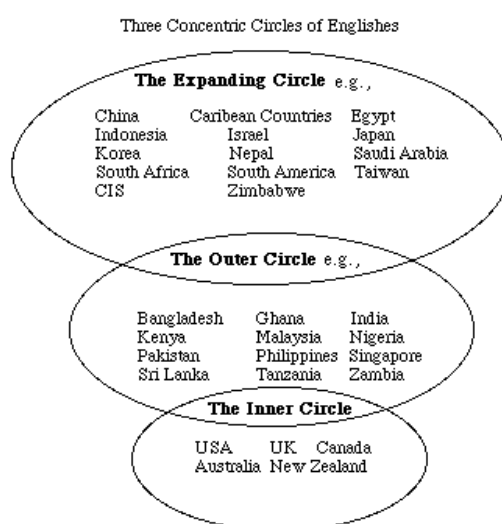 Three Concentric Circles of Englishes
The Expanding Circle e.g.,
China Caribean Countries Egypt
Indonesia Israel Japan
Korea Nepal Saudi Arabia
South Africa South America Taiwan
CIS Zimbabwe
The Outer Circle e.g.,
Bangladesh Ghana India
Kenya Malaysia Nigeria
Pakistan Philippines Singapore
Sri Lanka Tanzania Zambia
The Inner Circle
USA UK Canada
Australia New Zealand